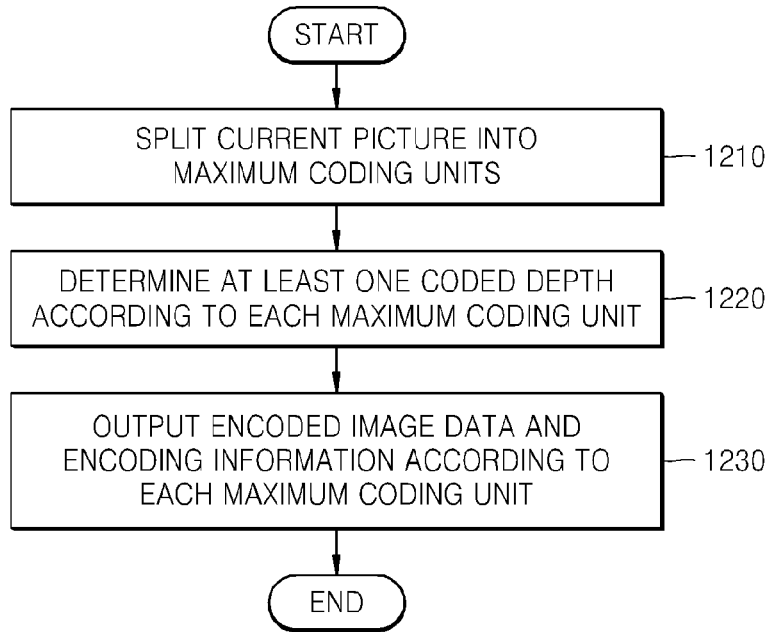 START
SPLIT CURRENT PICTURE INTO
MAXIMUM CODING UNITS
1210
DETERMINE AT LEAST ONE CODED DEPTH
ACCORDING TO EACH MAXIMUM CODING UNIT
1220
OUTPUT ENCODED IMAGE DATA AND
ENCODING INFORMATION ACCORDING TO
EACH MAXIMUM CODING UNIT
1230
END